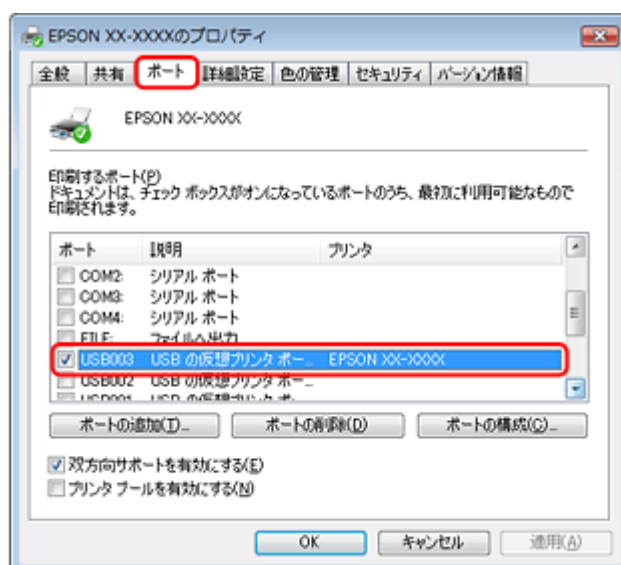 EPSON XX-XXXXのプロパティ
全般 共有 ポート 詳細設定 色の管理 セキュリティ バージョン情報
EPSON XX-XXXX
印刷するポート(P)
ドキュメントは、チェック ボックスがオンになっているポートのうち、最初に利用可能なもので
印刷されます。
ポート 説明 プリンタ
COM2: シリアル ポート
COM3: シリアル ポート
COM4: シリアル ポート
FILE: ファイルへ出力
USB003 USB の仮想プリンタ ポー... EPSON XX-XXXX
USB002 USB の仮想プリンタ ポー...
USB001 USB の仮想プリンタ ポー
ポートの追加(T)... ポートの削除(D) ポートの構成(C)...
双方向サポートを有効にする(E)
プリンタ プールを有効にする(N)
OK キャンセル 適用(A)